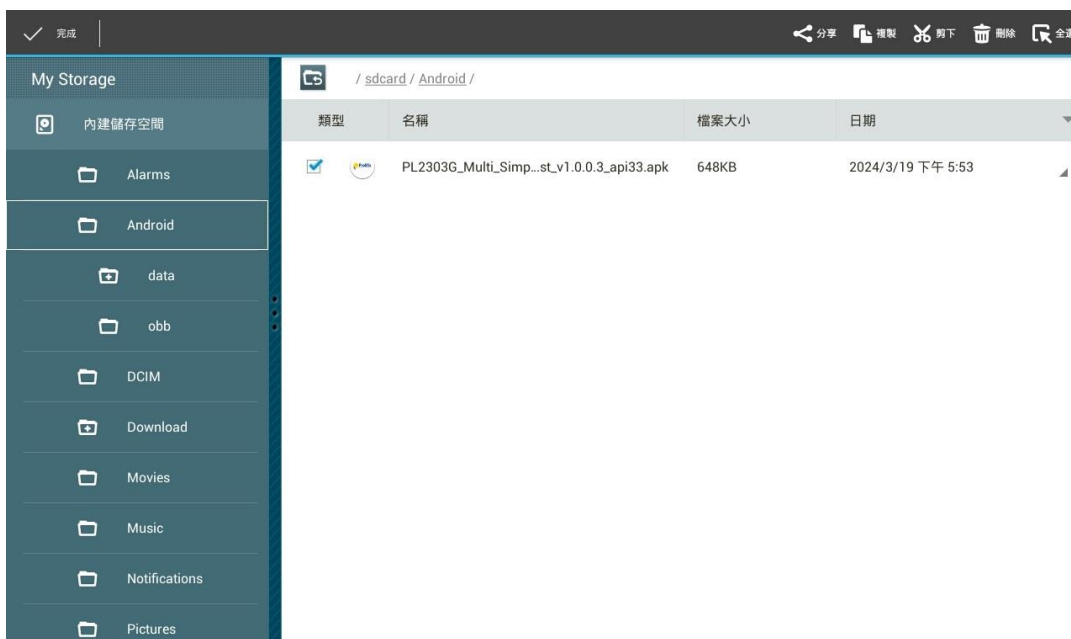 完成 分享 複製 剪下 刪除
My Storage
/ sdcard / Android /
內建儲存空間
類型 名稱 檔案大小 日期
Alarms
PL2303G_Multi_Simp...st_v1.0.0.3_api33.apk 648KB 2024/3/19 下午 5:53
Android
data
obb
DCIM
Download
Movies
Music
Notifications
Pictures